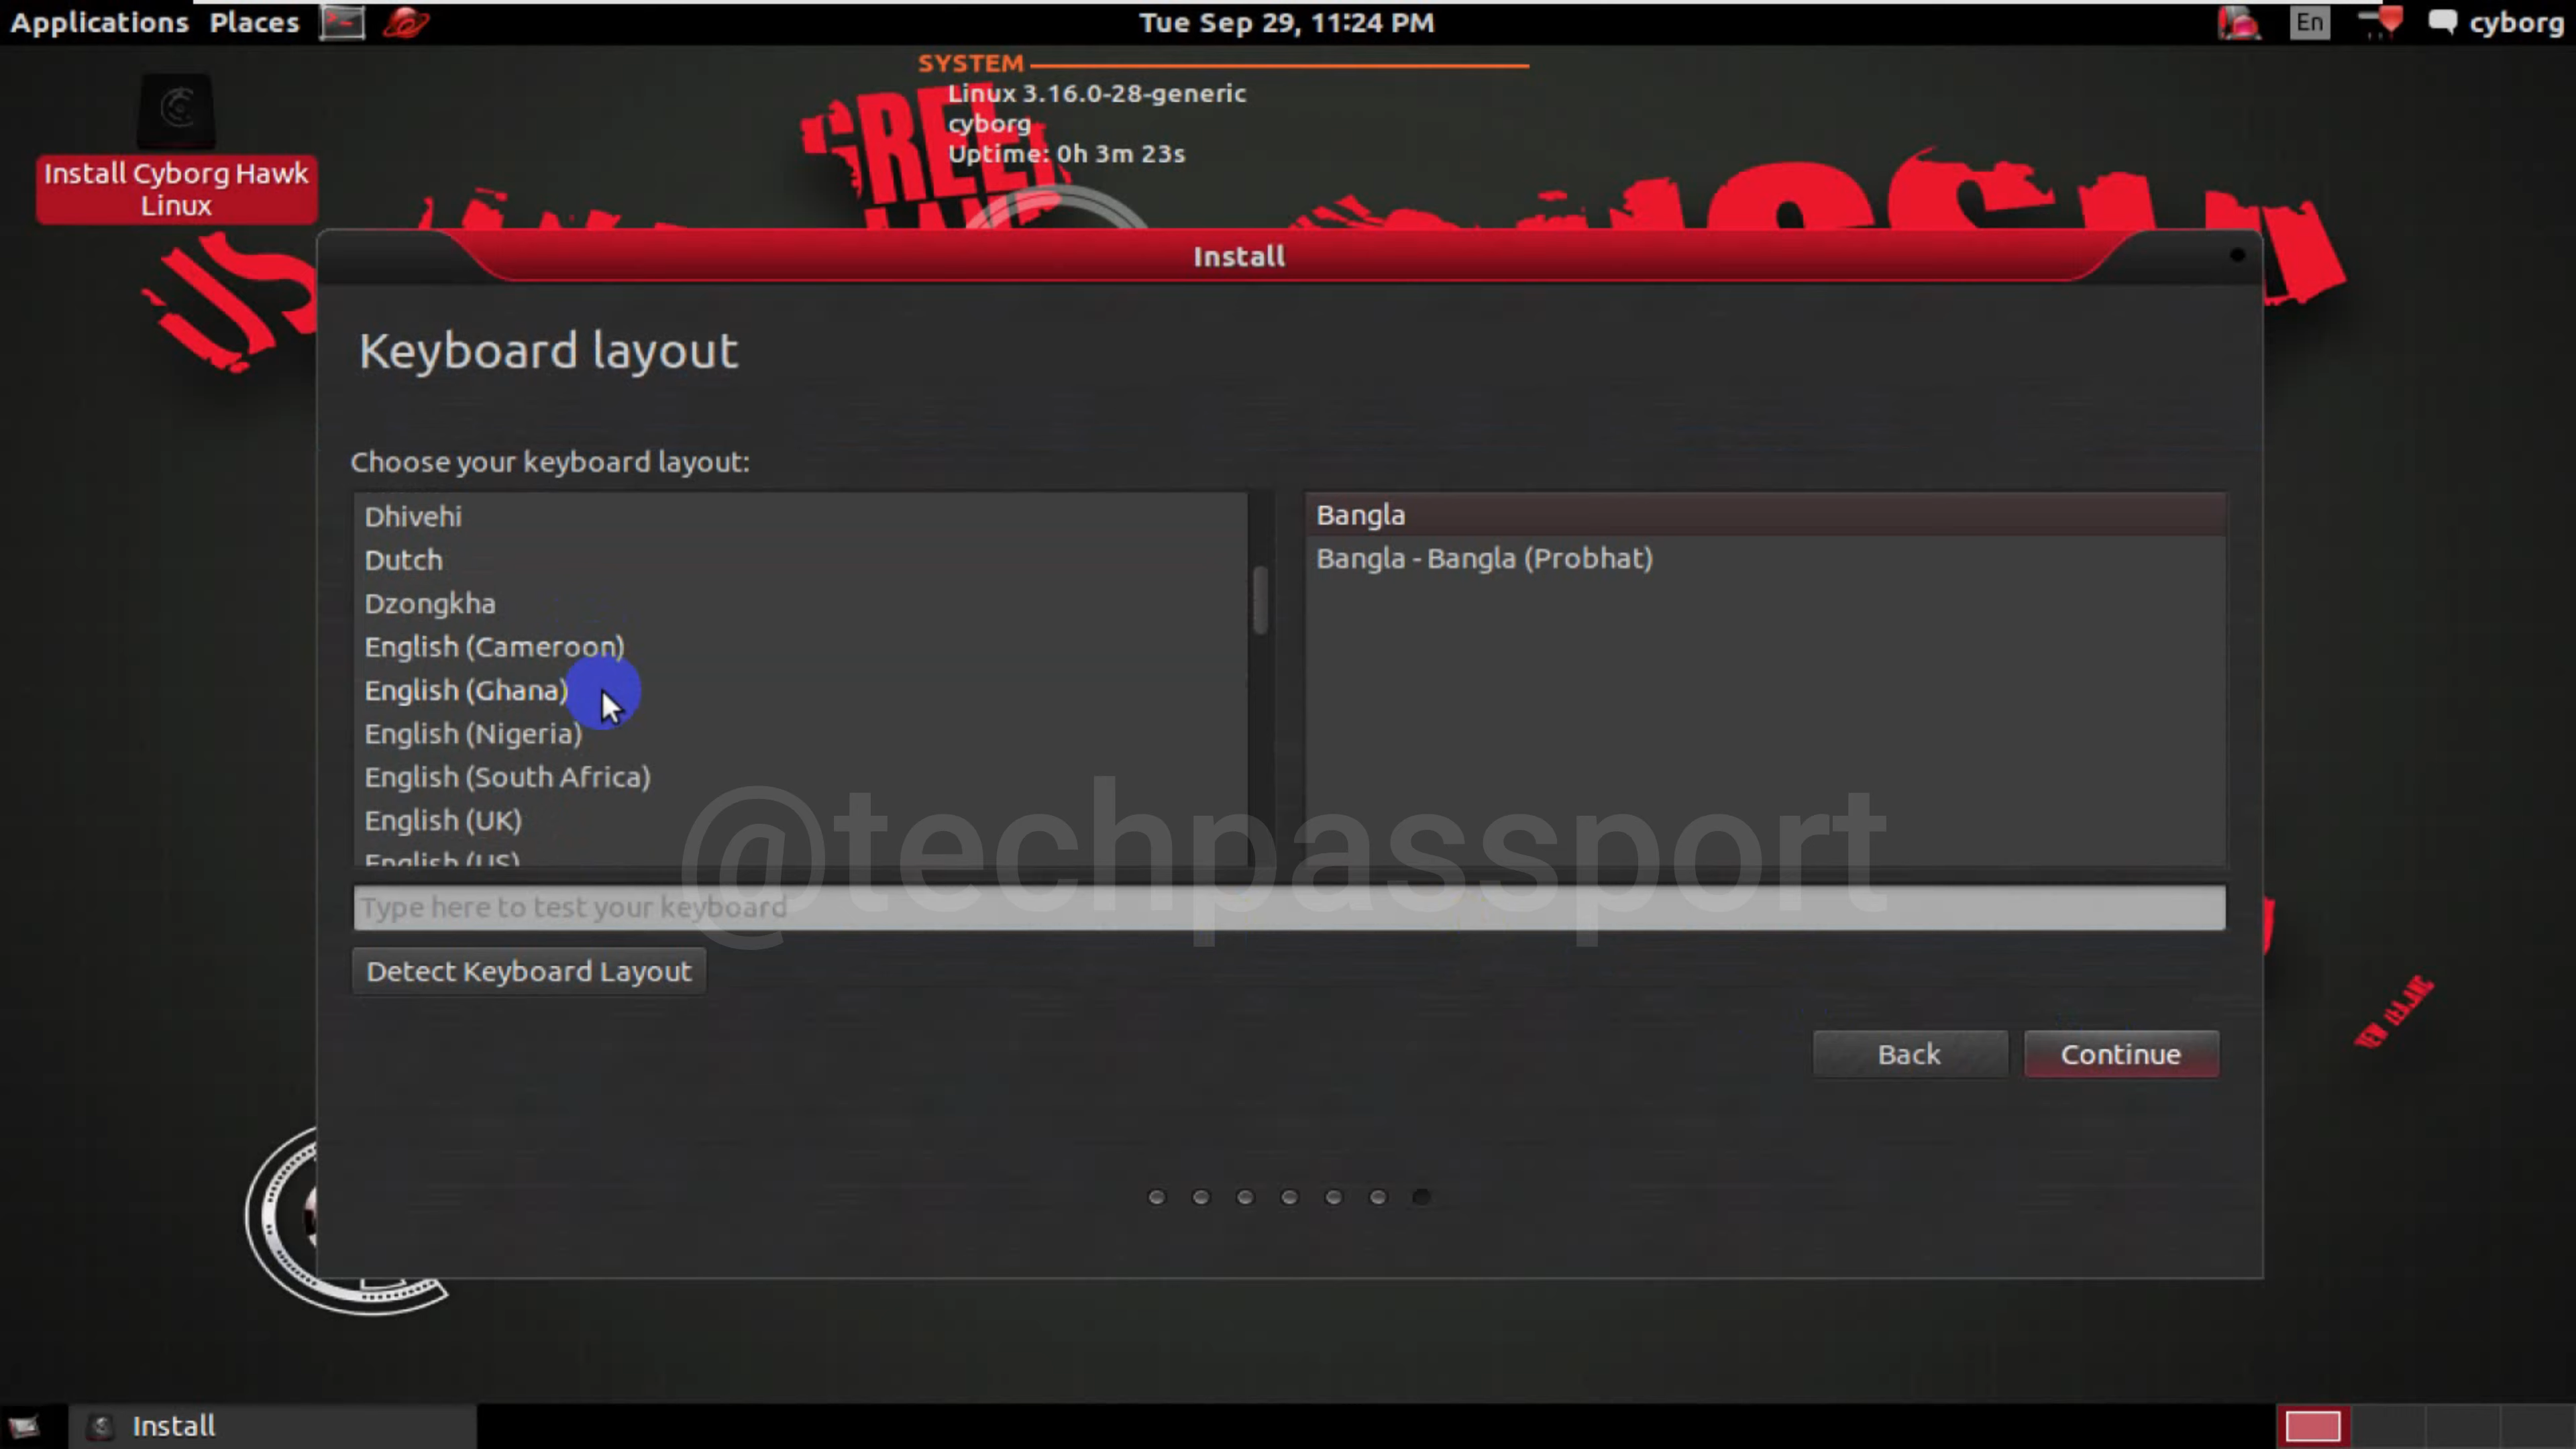 Applications Places
Tue Sep 29, 11:24 PM
En
cyborg
SYSTEM
Linux 3.16.0-28-generic
cyborg
Uptime: 0h 3m 23s
Install Cyborg Hawk
Linux
Install
Keyboard layout
Choose your keyboard layout:
Dhivehi
Dutch
Dzongkha
English (Cameroon)
English (Ghana)
English (Nigeria)
English (South Africa)
English (UK)
English (US)
Bangla
Bangla - Bangla (Probhat)
@techpassport
Type here to test your keyboard
Detect Keyboard Layout
Back
Continue
Install